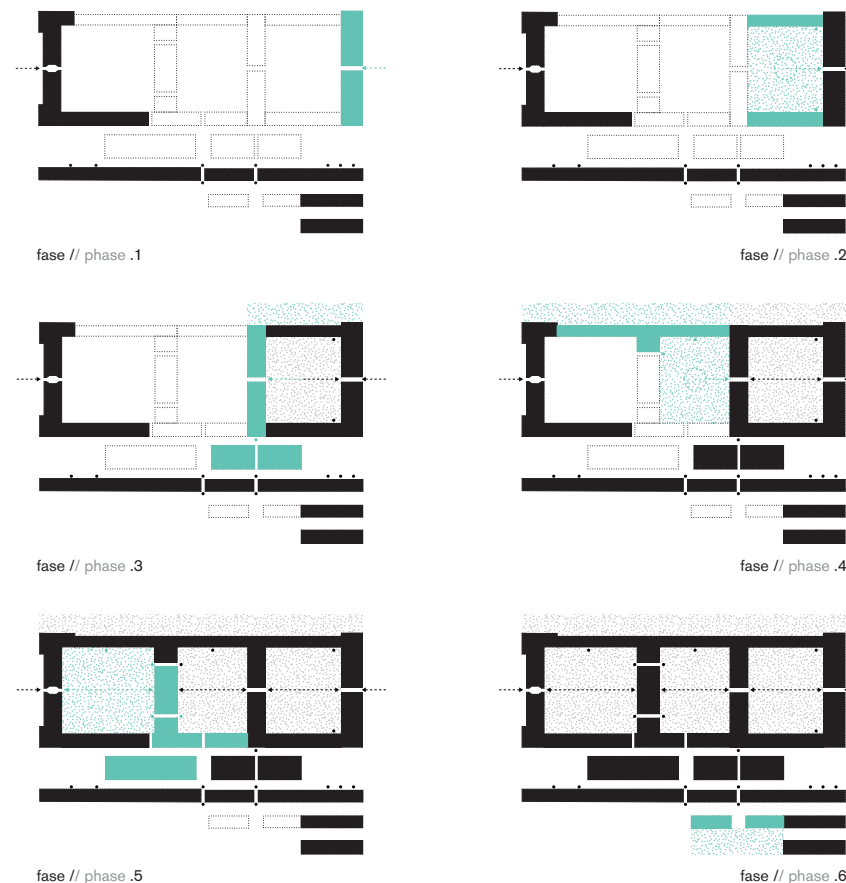 fase // phase .1
fase // phase .2
fase // phase .3
fase // phase .4
fase // phase .5
fase // phase .6